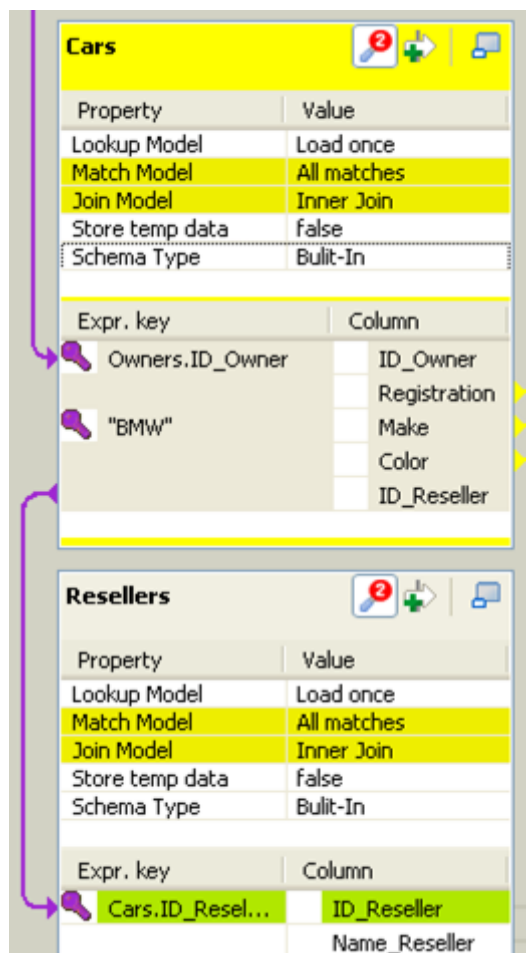 Cars 2
Property Value
Lookup Model Load once
Match Model All matches
Join Model Inner Join
Store temp data false
Schema Type Bulit-In
Expr. key Column
Owners.ID_Owner ID_Owner
Registration
"BMW" Make
Color
ID_Reseller
Resellers 2
Property Value
Lookup Model Load once
Match Model All matches
Join Model Inner Join
Store temp data false
Schema Type Bulit-In
Expr. key Column
Cars.ID_Resel... ID_Reseller
Name_Reseller